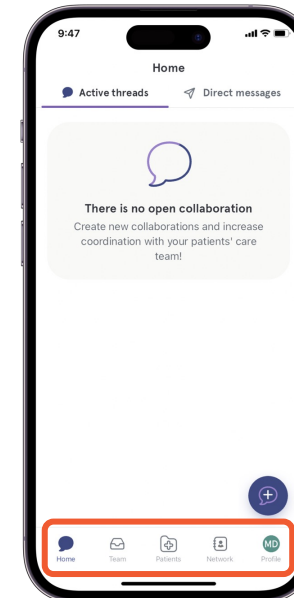 9:47
Home
Active threads Direct messages
There is no open collaboration
Create new collaborations and increase
coordination with your patients' care
team!
MD
Home Team Patients Network Profile